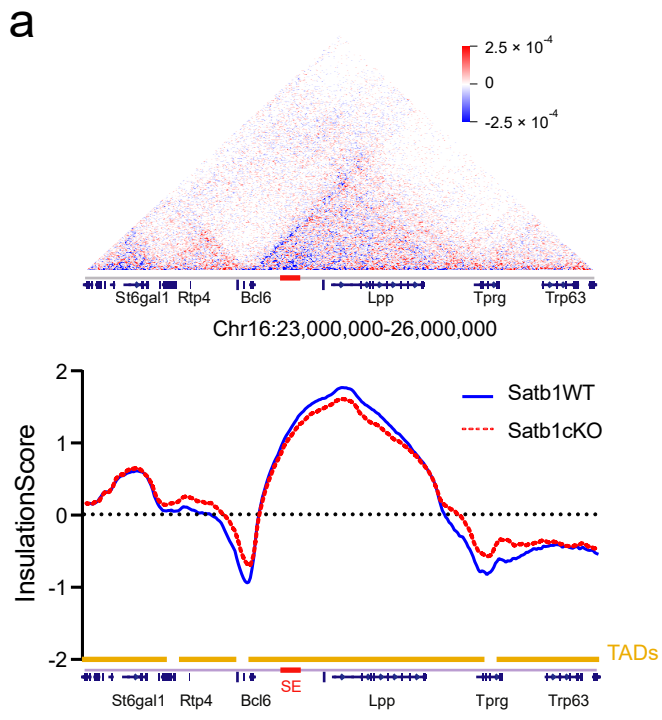 a
2.5 × 10-4
0
-2.5 × 10-4
St6gal1 Rtp4 Bcl6 Lpp Tprg Trp63
Chr16:23,000,000-26,000,000
InsulationScore
2
1
0
-1
-2
Satb1WT
Satb1cKO
TADs
SE
St6gal1 Rtp4 Bcl6 Lpp Tprg Trp63